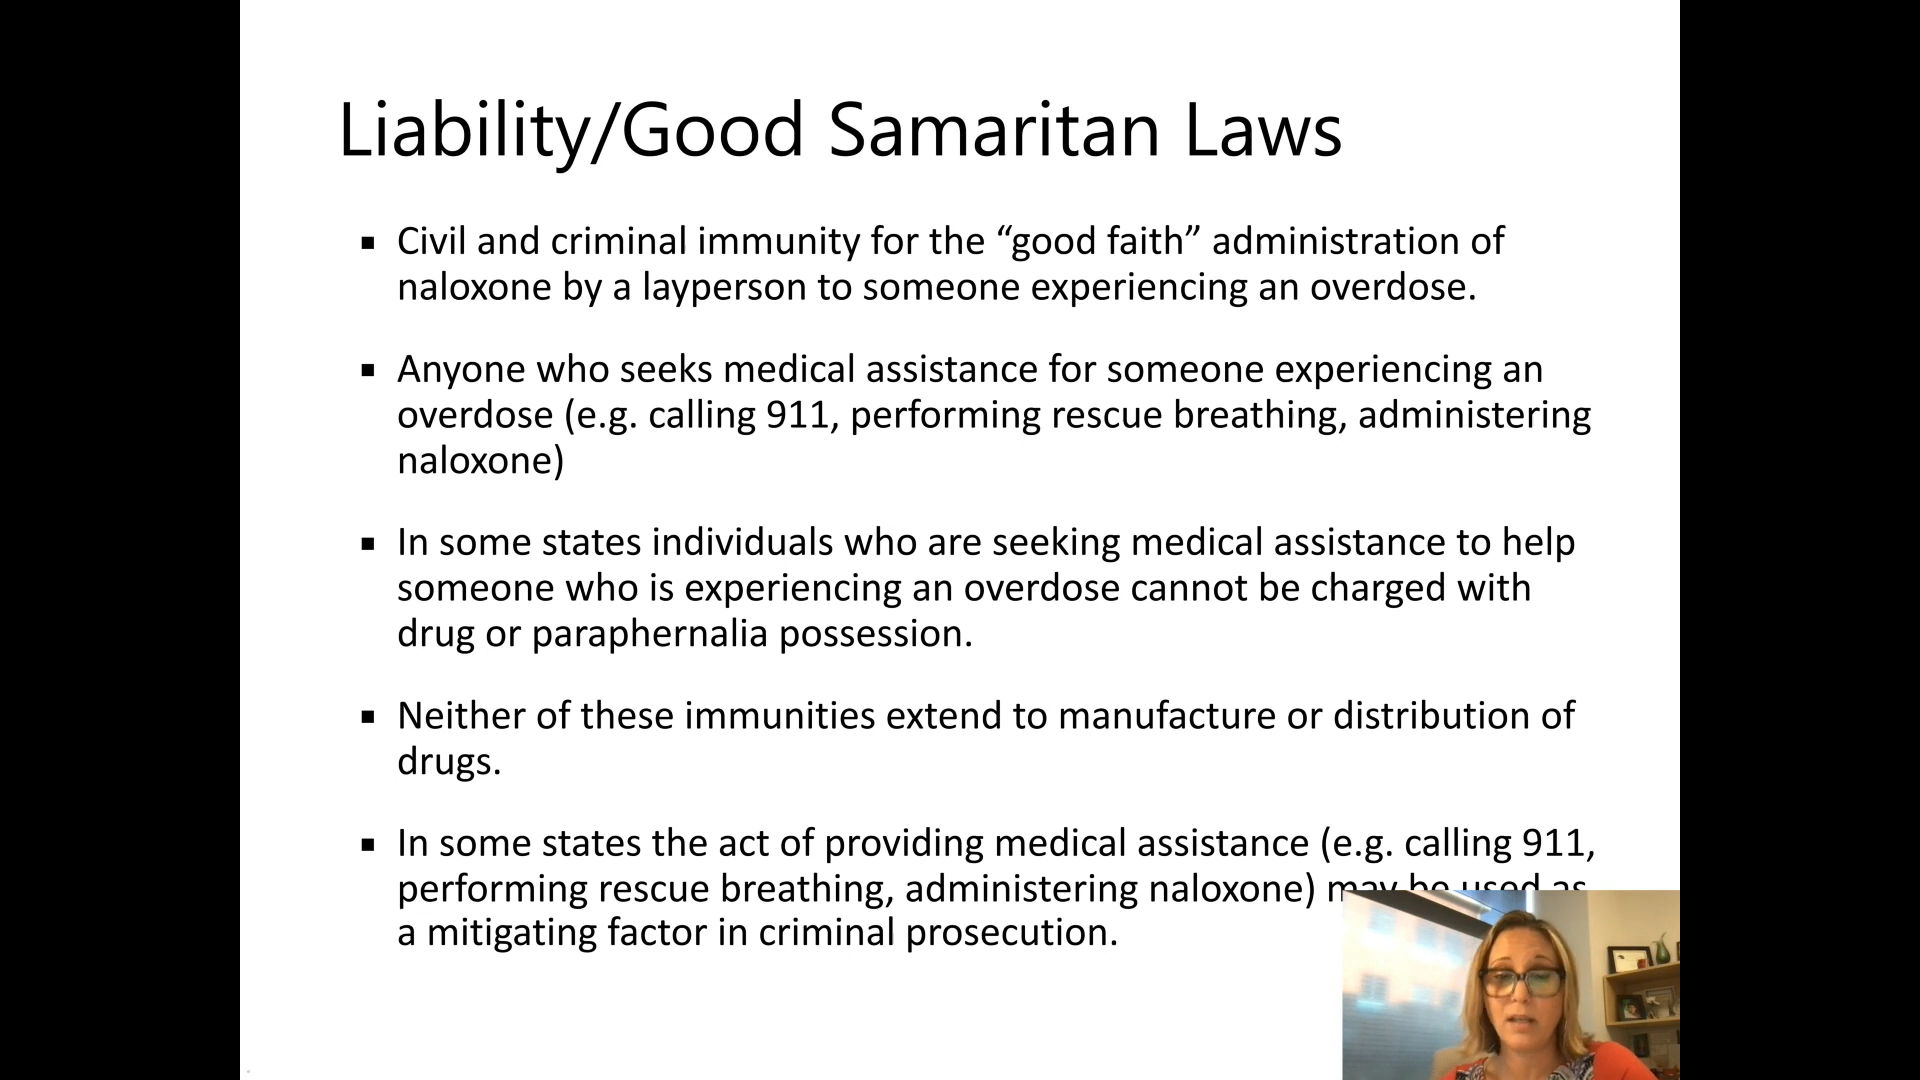 Liability/Good Samaritan Laws
▪ Civil and criminal immunity for the “good faith” administration of
naloxone by a layperson to someone experiencing an overdose.
▪ Anyone who seeks medical assistance for someone experiencing an
overdose (e.g. calling 911, performing rescue breathing, administering
naloxone)
▪ In some states individuals who are seeking medical assistance to help
someone who is experiencing an overdose cannot be charged with
drug or paraphernalia possession.
▪ Neither of these immunities extend to manufacture or distribution of
drugs.
▪ In some states the act of providing medical assistance (e.g. calling 911,
performing rescue breathing, administering naloxone) may be used as
a mitigating factor in criminal prosecution.